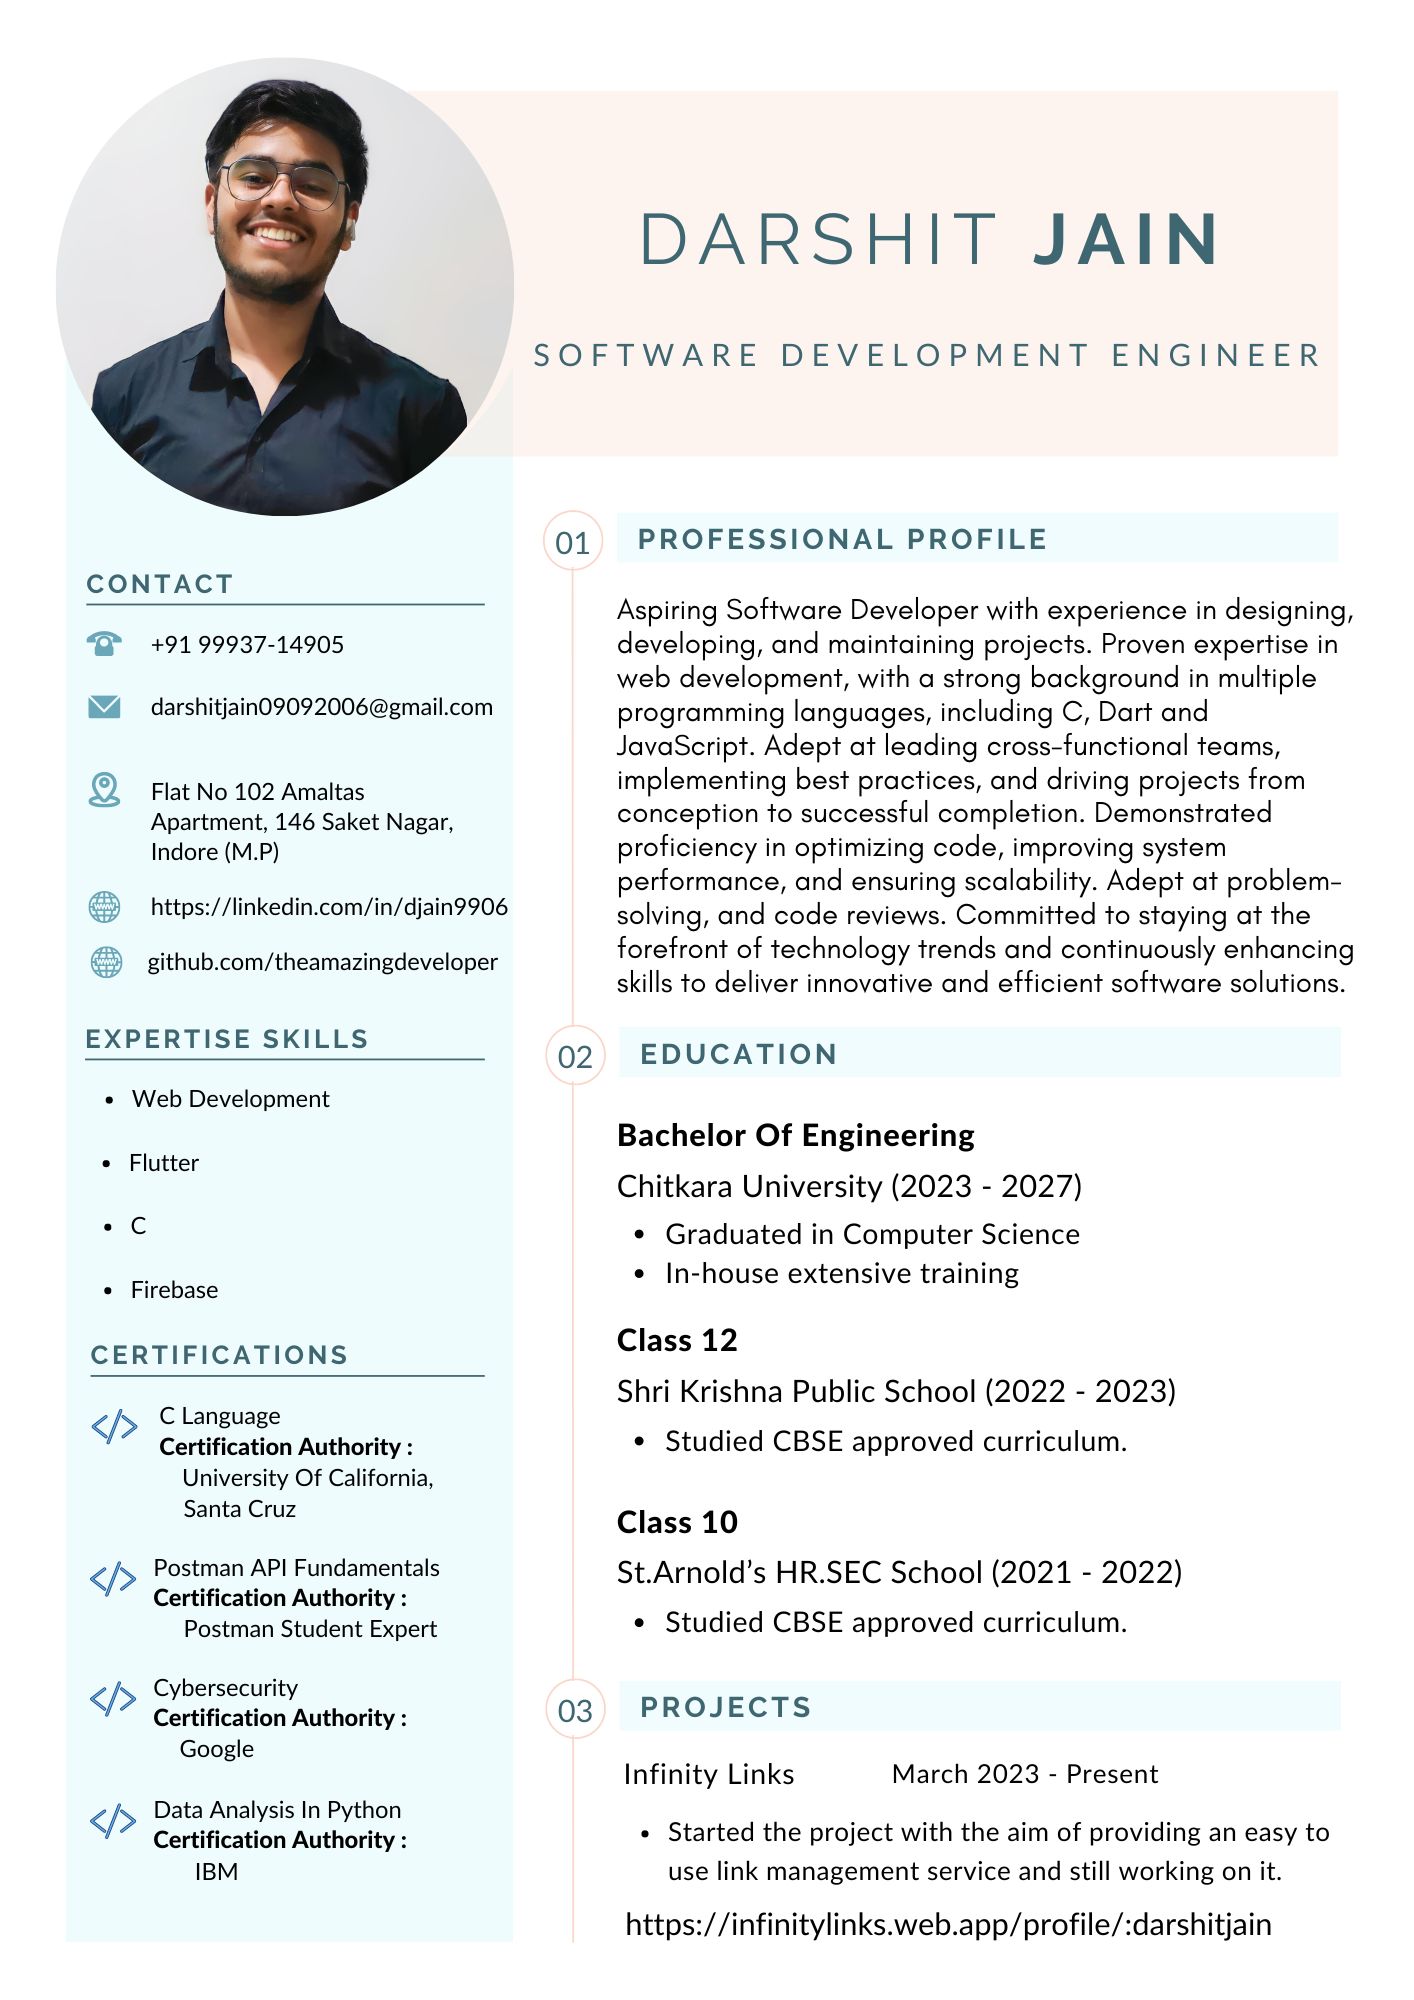 DARSHIT JAIN
SOFTWARE DEVELOPMENT ENGINEER
CONTACT
+91 99937-14905
darshitjain09092006@gmail.com
Flat No 102 Amaltas
Apartment, 146 Saket Nagar,
Indore (M.P)
https://linkedin.com/in/djain9906
github.com/theamazingdeveloper
EXPERTISE SKILLS
• Web Development
• Flutter
• C
• Firebase
CERTIFICATIONS
C Language
Certification Authority :
University Of California,
Santa Cruz
Postman API Fundamentals
Certification Authority :
Postman Student Expert
Cybersecurity
Certification Authority :
Google
Data Analysis In Python
Certification Authority :
IBM
01 PROFESSIONAL PROFILE
Aspiring Software Developer with experience in designing,
developing, and maintaining projects. Proven expertise in
web development, with a strong background in multiple
programming languages, including C, Dart and
JavaScript. Adept at leading cross-functional teams,
implementing best practices, and driving projects from
conception to successful completion. Demonstrated
proficiency in optimizing code, improving system
performance, and ensuring scalability. Adept at problem-
solving, and code reviews. Committed to staying at the
forefront of technology trends and continuously enhancing
skills to deliver innovative and efficient software solutions.
02 EDUCATION
Bachelor Of Engineering
Chitkara University (2023 - 2027)
• Graduated in Computer Science
• In-house extensive training
Class 12
Shri Krishna Public School (2022 - 2023)
• Studied CBSE approved curriculum.
Class 10
St.Arnold’s HR.SEC School (2021 - 2022)
• Studied CBSE approved curriculum.
03 PROJECTS
Infinity Links March 2023 - Present
• Started the project with the aim of providing an easy to
use link management service and still working on it.
https://infinitylinks.web.app/profile/:darshitjain